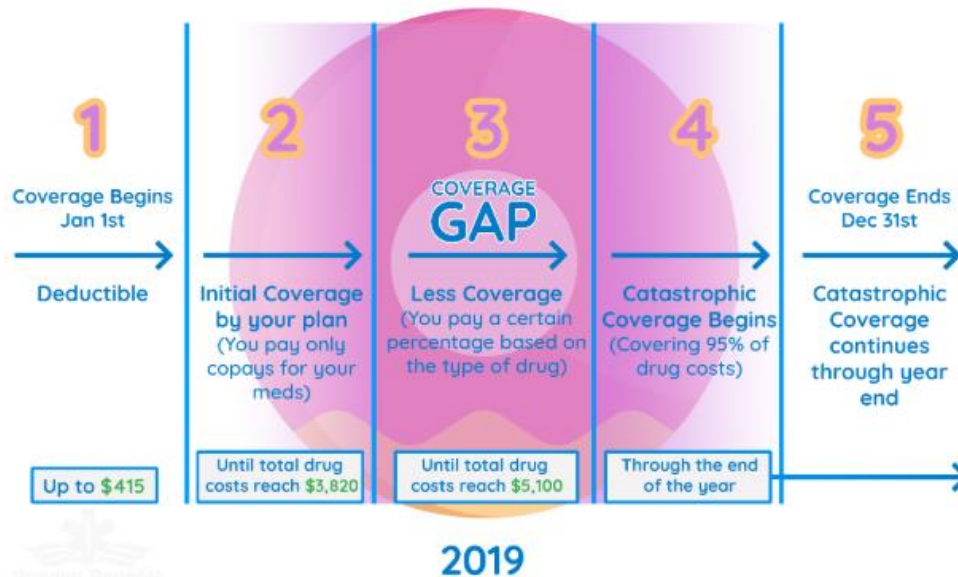 1
Coverage Begins
Jan 1st
Deductible
Up to $415
2
Initial Coverage
by your plan
(You pay only
copays for your
meds)
Until total drug
costs reach $3,820
3
COVERAGE
GAP
Less Coverage
(You pay a certain
percentage based on
the type of drug)
Until total drug
costs reach $5,100
4
Catastrophic
Coverage Begins
(Covering 95% of
drug costs)
Through the end
of the year
5
Coverage Ends
Dec 31st
Catastrophic
Coverage
continues
through year
end
2019